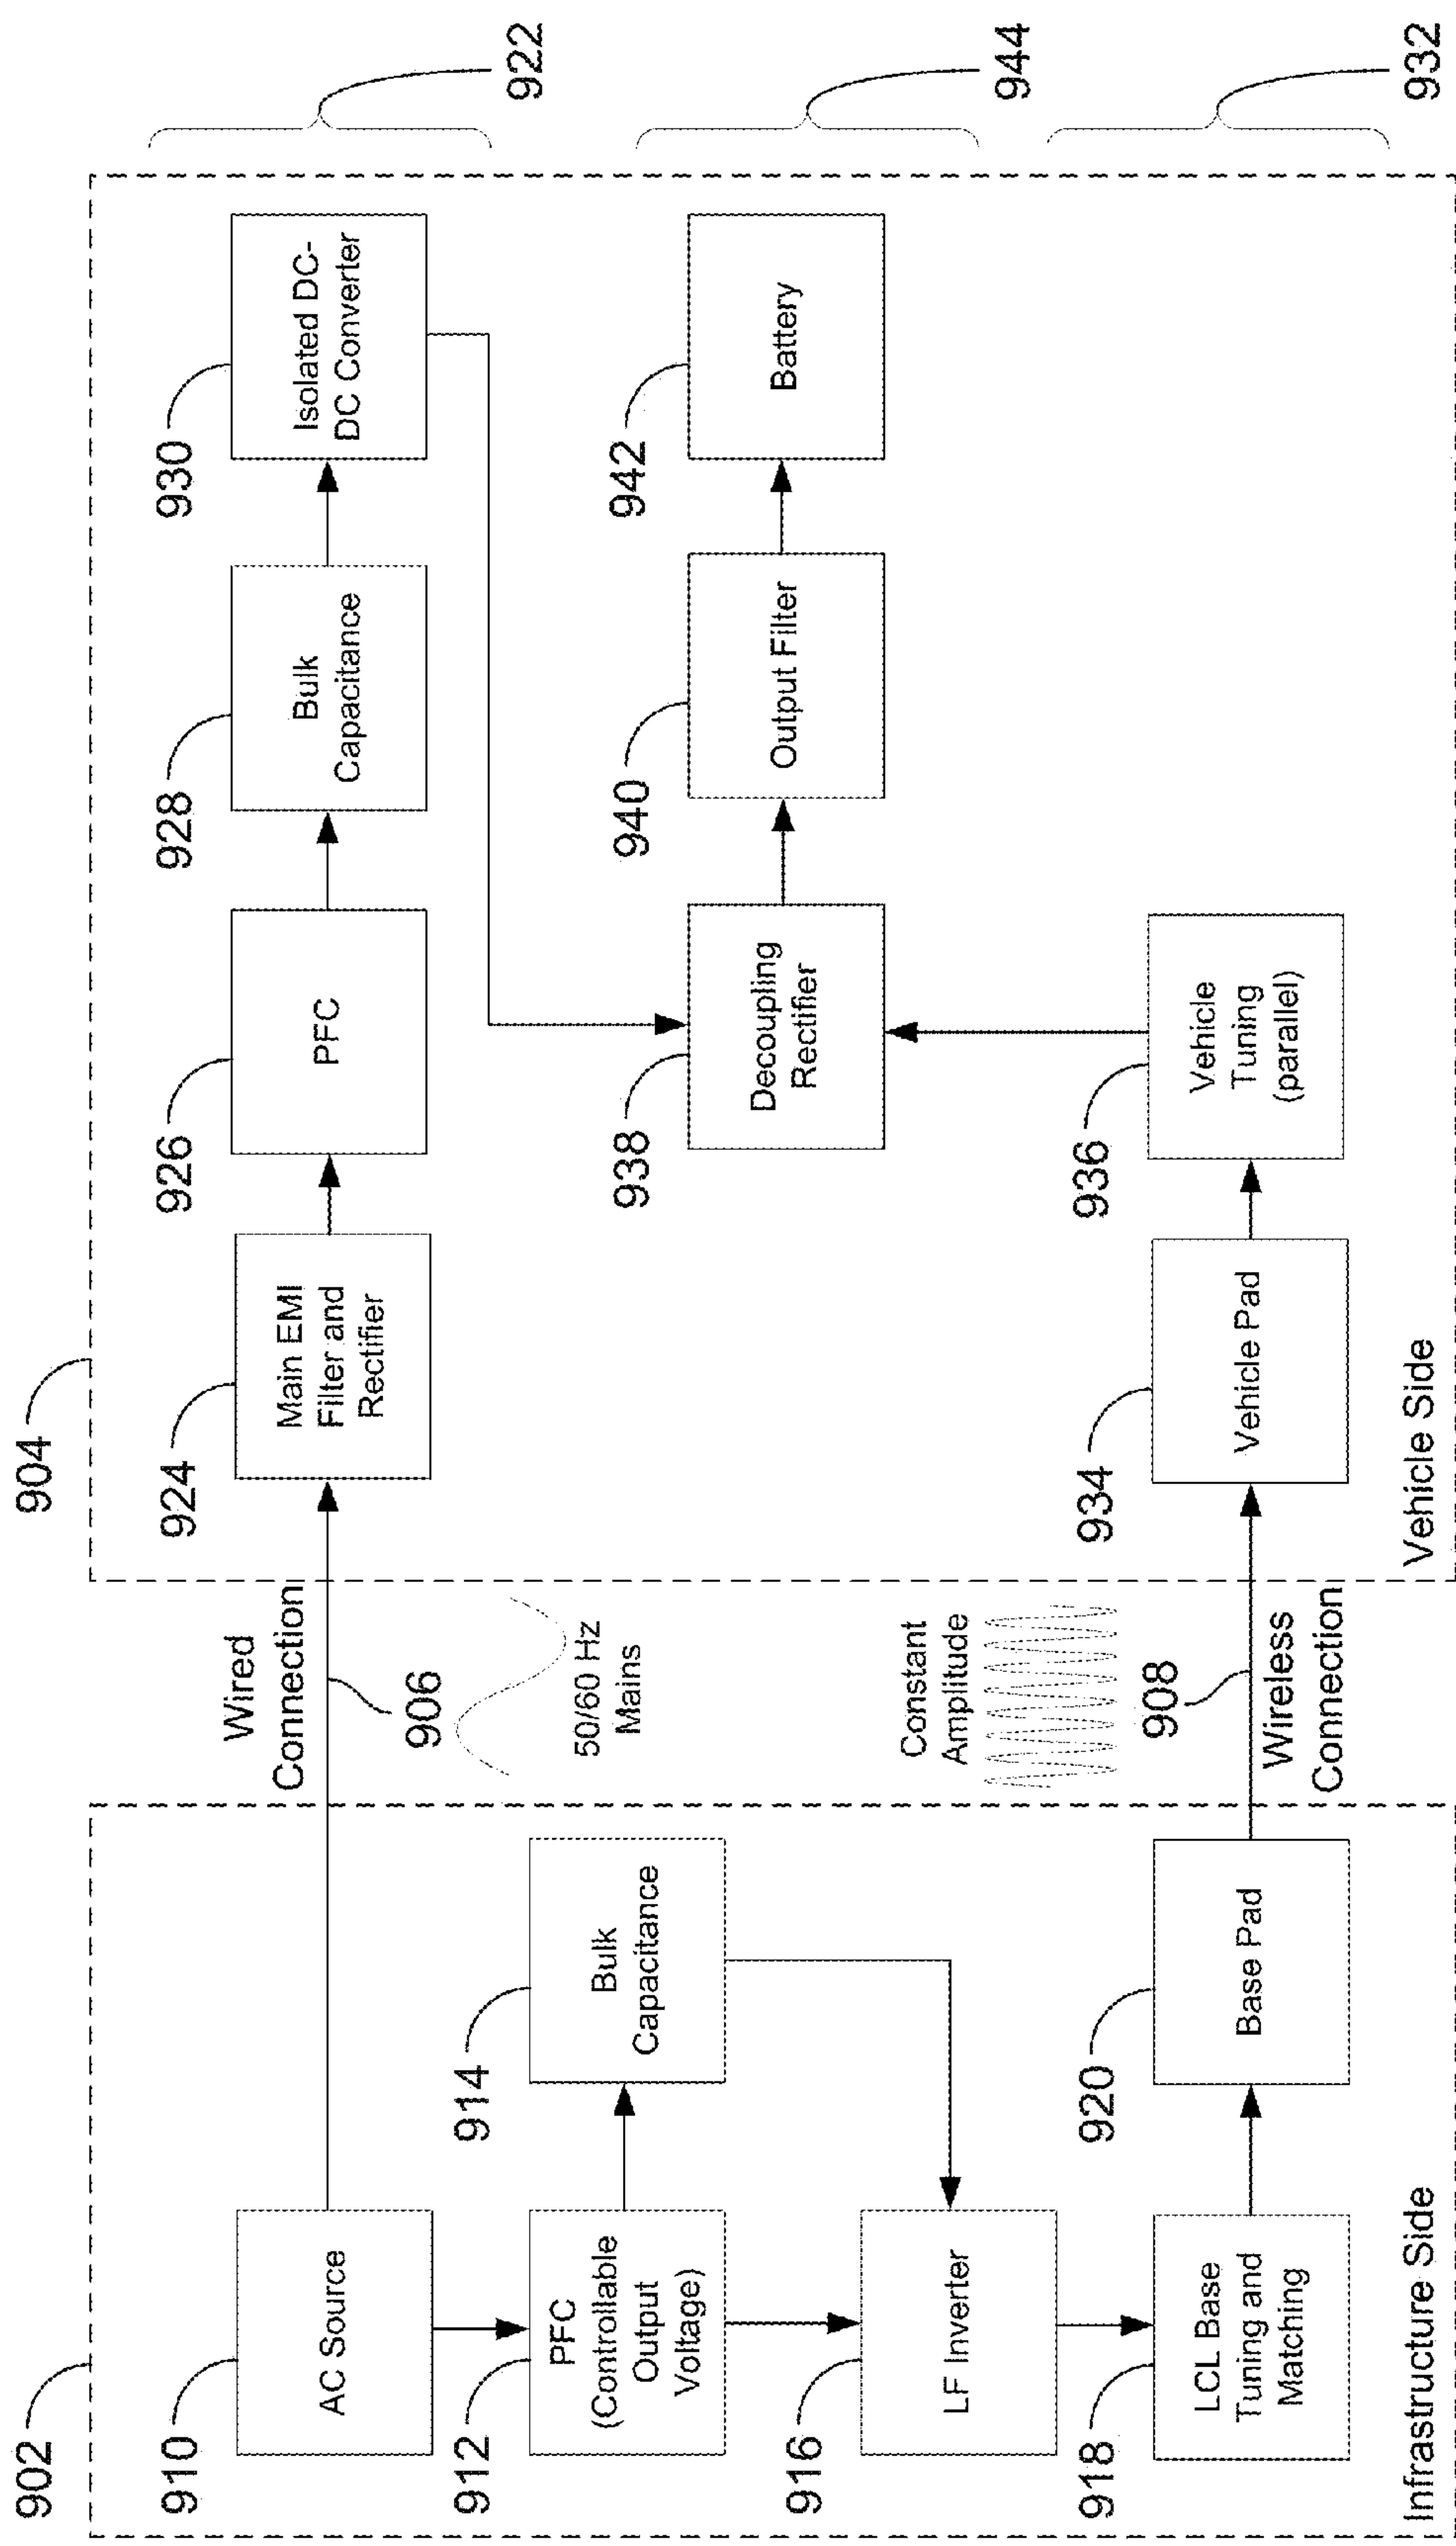 902
904
910
AC Source
912
PFC
(Controllable
Output
Voltage)
914
Bulk
Capacitance
916
LF Inverter
918
LCL Base
Tuning and
Matching
920
Base Pad
Infrastructure Side
Wired
Connection
906
50/60 Hz
Mains
Constant
Amplitude
908
Wireless
Connection
924
Main EMI
Filter and
Rectifier
926
PFC
928
Bulk
Capacitance
930
Isolated DC-
DC Converter
922
938
Decoupling
Rectifier
940
Output Filter
942
Battery
944
934
Vehicle Pad
936
Vehicle
Tuning
(parallel)
932
Vehicle Side